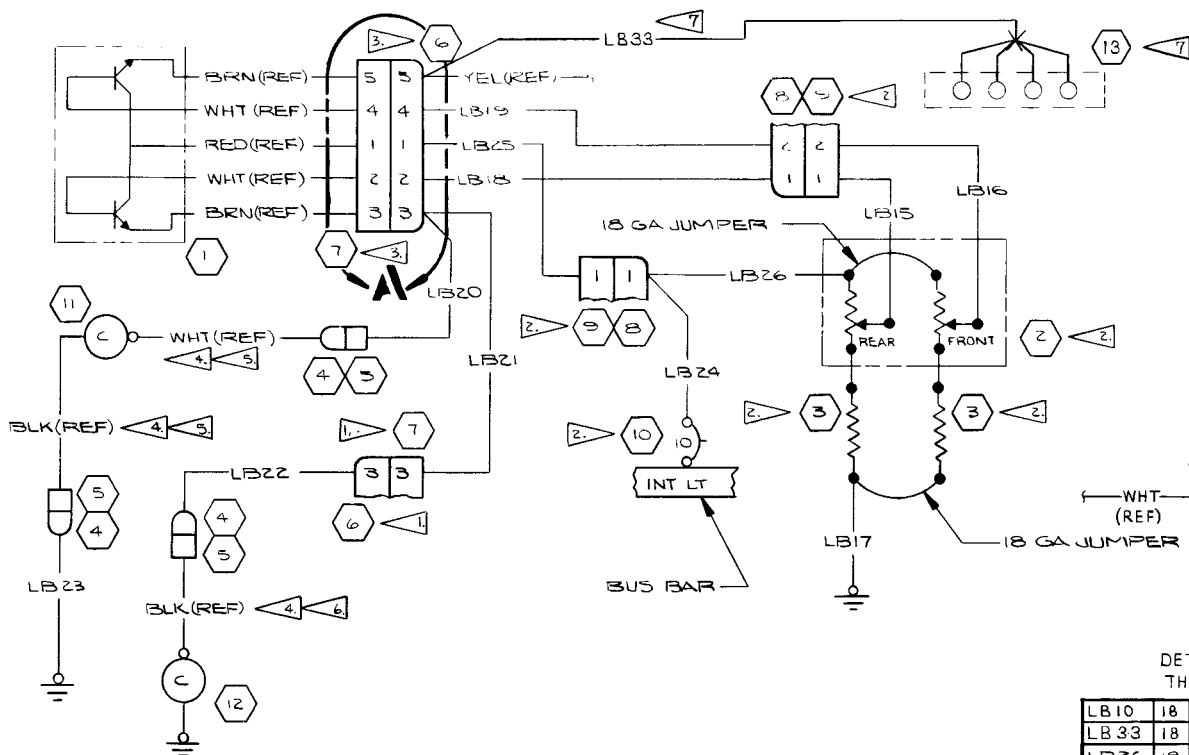 3. 6
LB33
7
13
7
BRN(REF) 5 5 YEL(REF)
WHT(REF) 4 4 LB19
RED(REF) 1 1 LB25
WHT(REF) 2 2 LB18
BRN(REF) 3 3
8 9 2
2 2
1 1
LB15
LB16
1
7 3.
A
18 GA JUMPER
LB20
11
C
WHT(REF)
4. 5.
4 5
LB21
1 1
LB26
2. 9 8
LB24
REAR
FRONT
2 2.
BLK(REF) 4. 5.
1. 7
LB22
3 3
6 1.
2. 10
10
INT LT
2. 3
3 2.
5
4
4
5
WHT
(REF)
LB17
18 GA JUMPER
LB23
BUS BAR
BLK(REF) 4. 6.
C
12
DET
TH
LB10 18
LB33 18